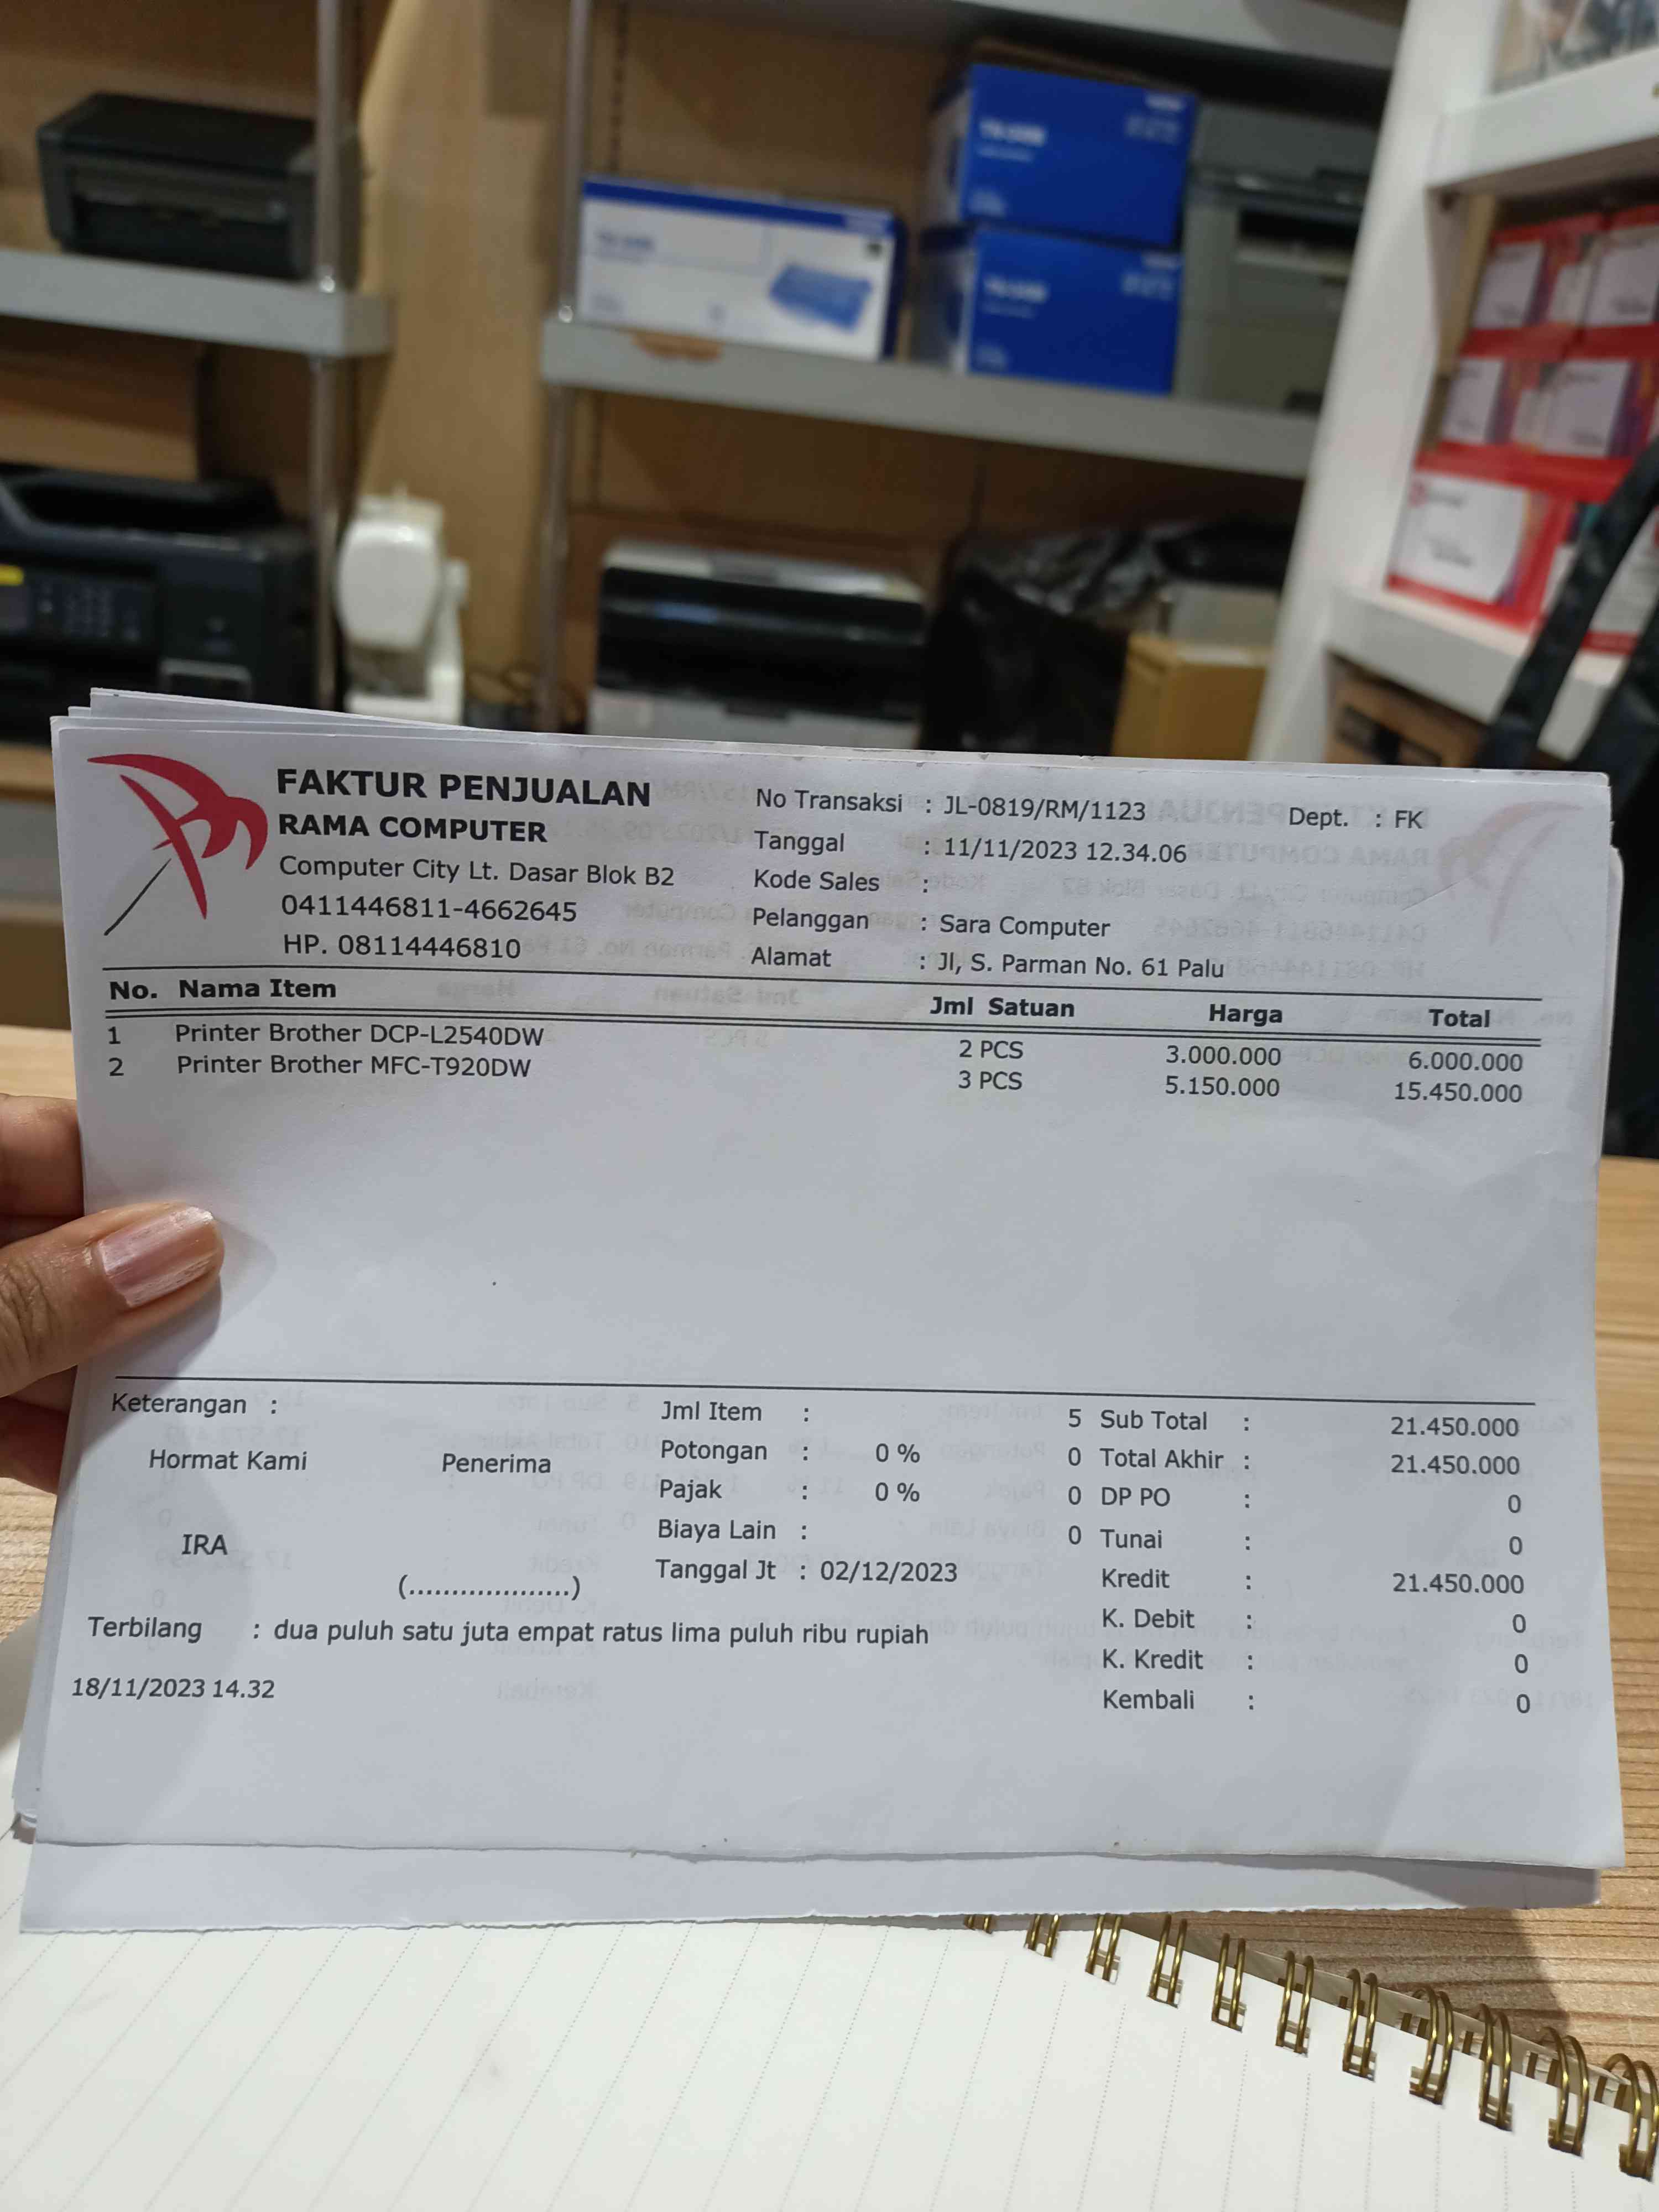 FAKTUR PENJUALAN
RAMA COMPUTER
Computer City Lt. Dasar Blok B2
0411446811-4662645
HP. 08114446810
No Transaksi : JL-0819/RM/1123 Dept. : FK
Tanggal : 11/11/2023 12.34.06
Kode Sales :
Pelanggan : Sara Computer
Alamat : Jl, S. Parman No. 61 Palu
No. Nama Item Jml Satuan Harga Total
1 Printer Brother DCP-L2540DW 2 PCS 3.000.000 6.000.000
2 Printer Brother MFC-T920DW 3 PCS 5.150.000 15.450.000
Keterangan :
Hormat Kami Penerima
IRA
(...................)
Jml Item : 5
Potongan : 0 % 0
Pajak : 0 % 0
Biaya Lain : 0
Tanggal Jt : 02/12/2023
Sub Total : 21.450.000
Total Akhir : 21.450.000
DP PO : 0
Tunai : 0
Kredit : 21.450.000
K. Debit : 0
K. Kredit : 0
Kembali : 0
Terbilang : dua puluh satu juta empat ratus lima puluh ribu rupiah
18/11/2023 14.32